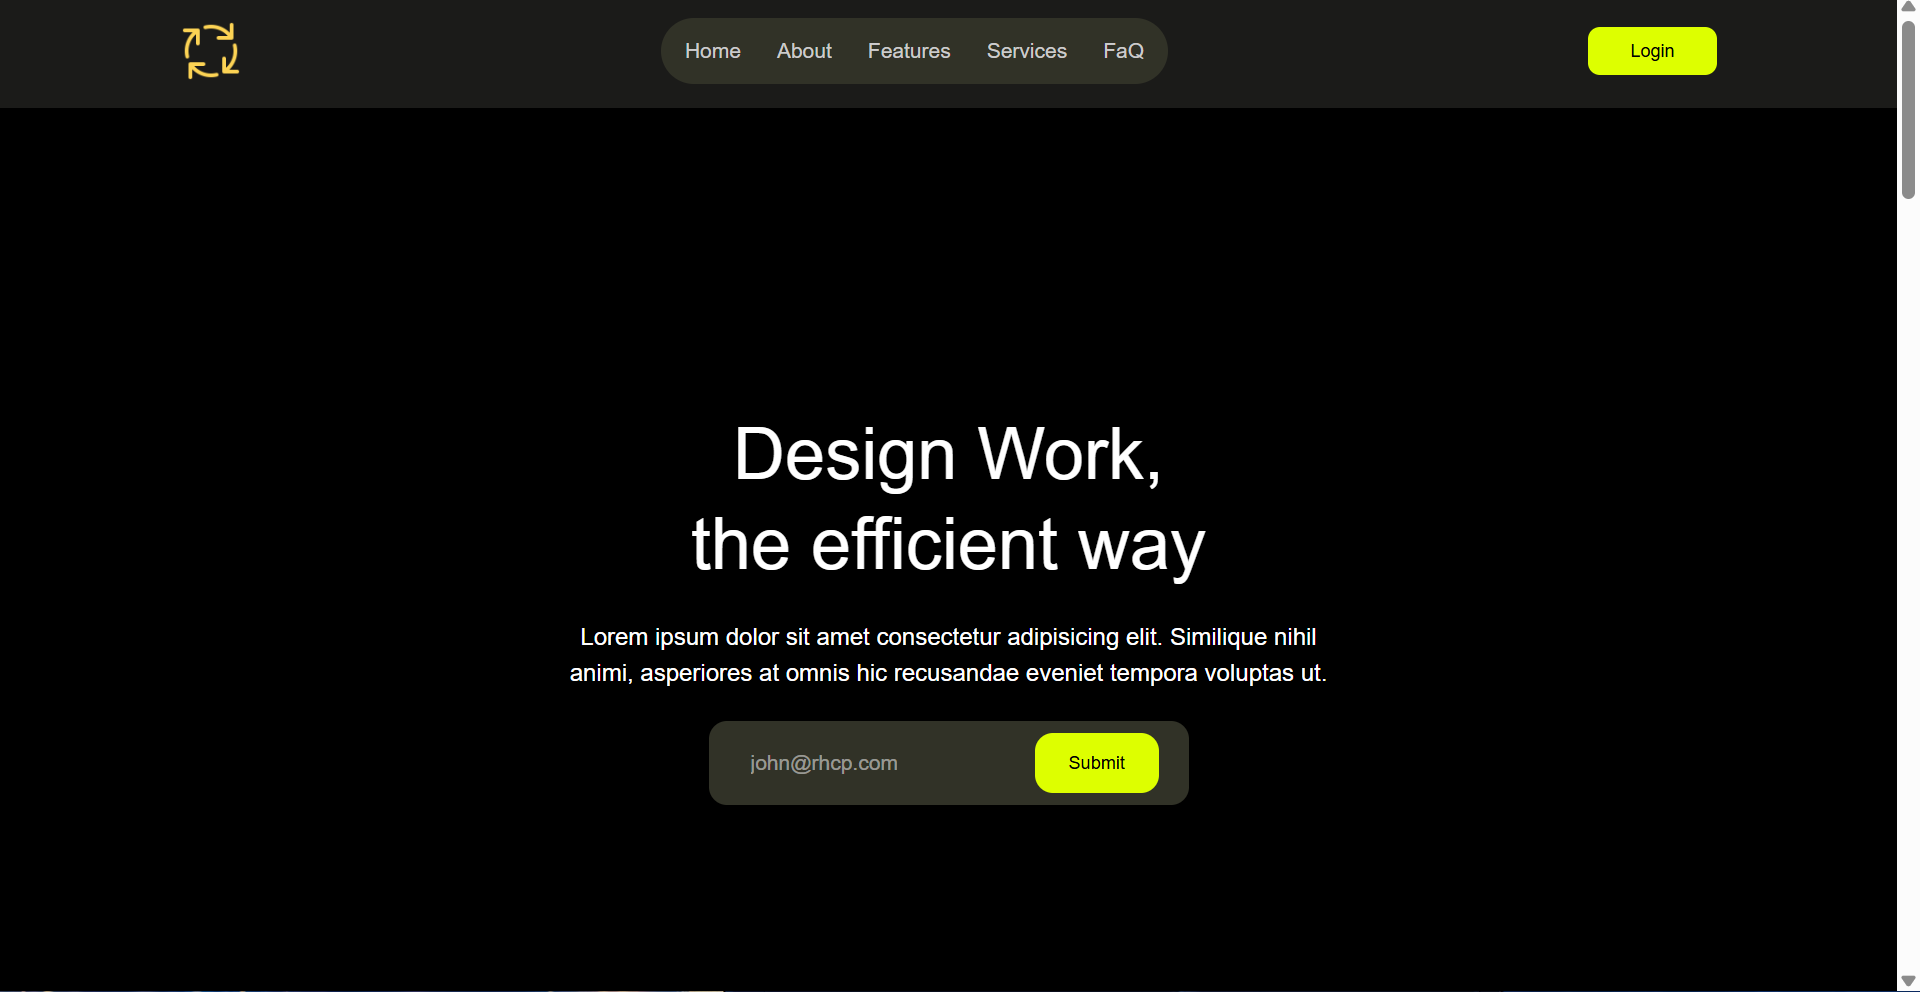 Home About Features Services FaQ
Login
Design Work,
the efficient way
Lorem ipsum dolor sit amet consectetur adipisicing elit. Similique nihil
animi, asperiores at omnis hic recusandae eveniet tempora voluptas ut.
john@rhcp.com
Submit